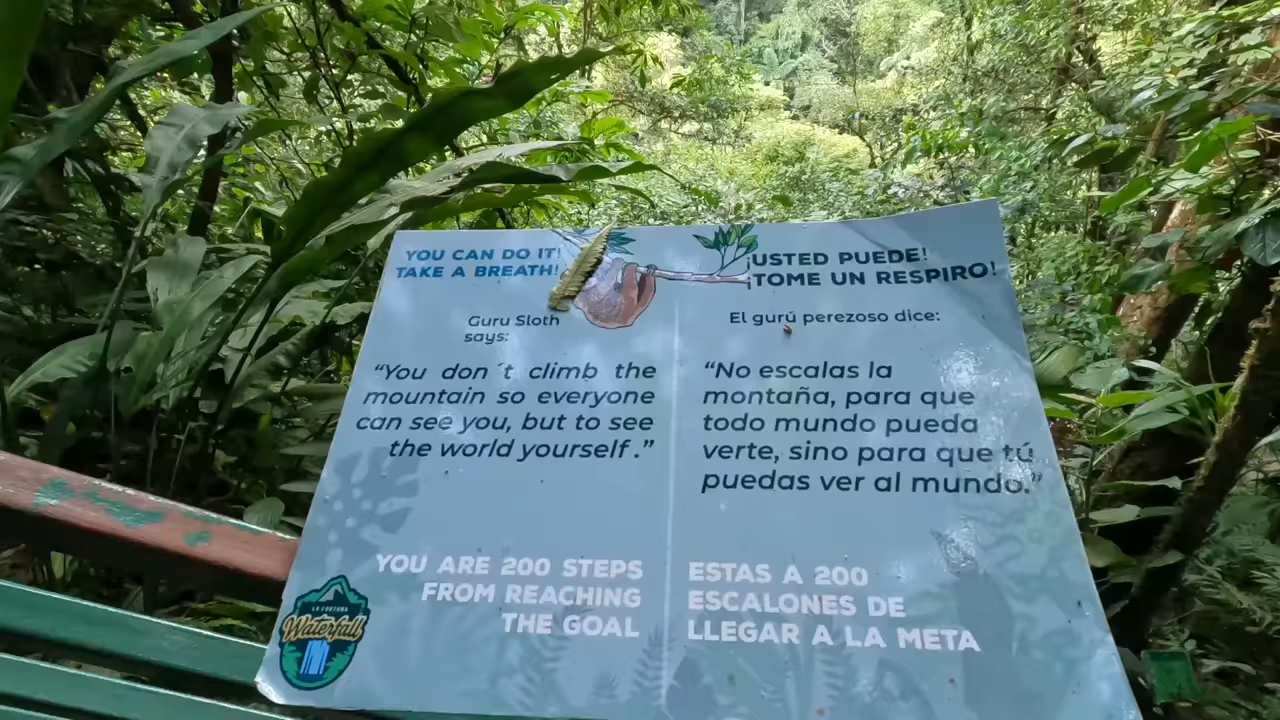 YOU CAN DO IT!
TAKE A BREATH!
Guru Sloth
says:
“You don´t climb the
mountain so everyone
can see you, but to see
the world yourself .”
YOU ARE 200 STEPS
FROM REACHING
THE GOAL
¡USTED PUEDE!
¡TOME UN RESPIRO!
El gurú perezoso dice:
“No escalas la
montaña, para que
todo mundo pueda
verte, sino para que tú
puedas ver al mundo.”
ESTAS A 200
ESCALONES DE
LLEGAR A LA META
LA FORTUNA
Waterfall